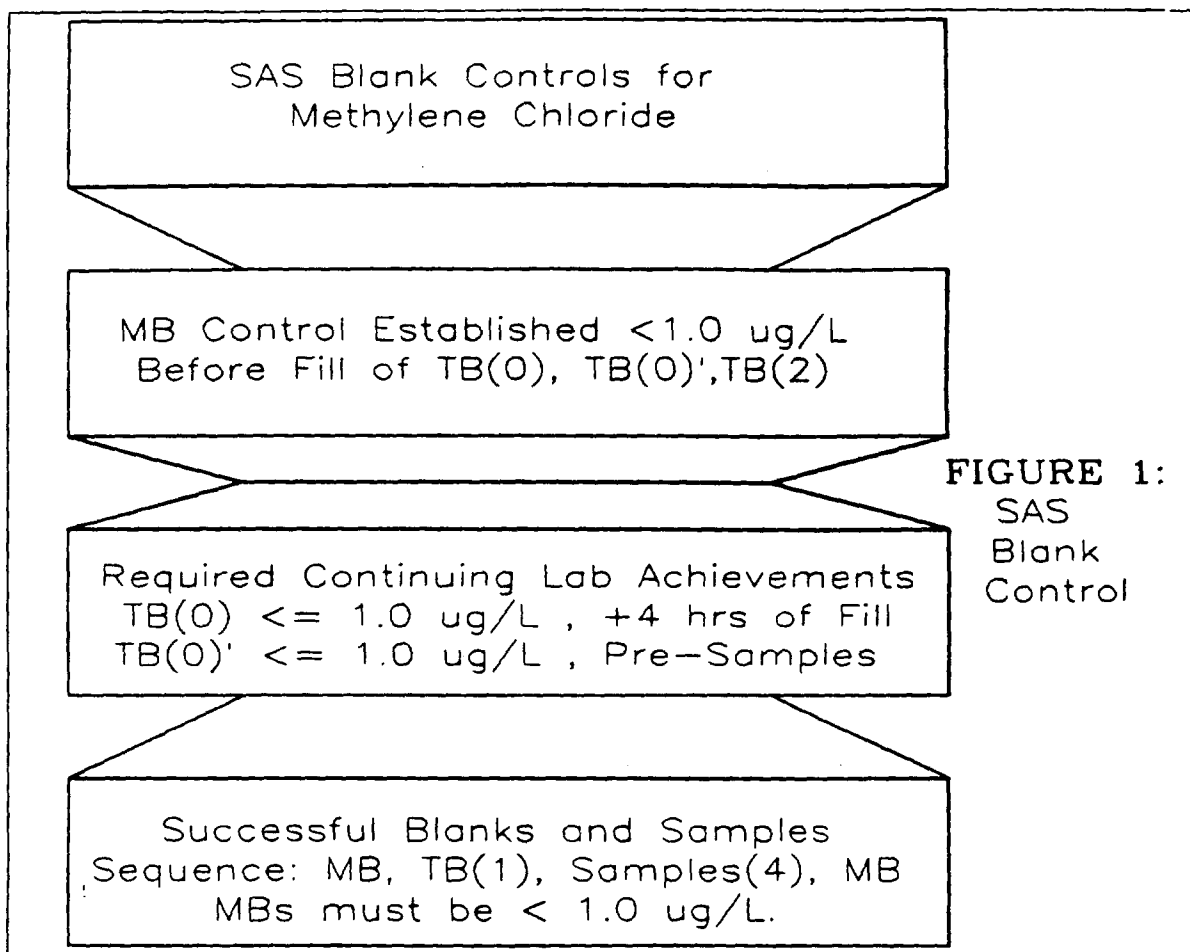 SAS Blank Controls for
Methylene Chloride
MB Control Established <1.0 ug/L
Before Fill of TB(0), TB(0)',TB(2)
FIGURE 1:
SAS
Blank
Control
Required Continuing Lab Achievements
TB(0) <= 1.0 ug/L , +4 hrs of Fill
TB(0)' <= 1.0 ug/L , Pre-Samples
Successful Blanks and Samples
Sequence: MB, TB(1), Samples(4), MB
MBs must be < 1.0 ug/L.